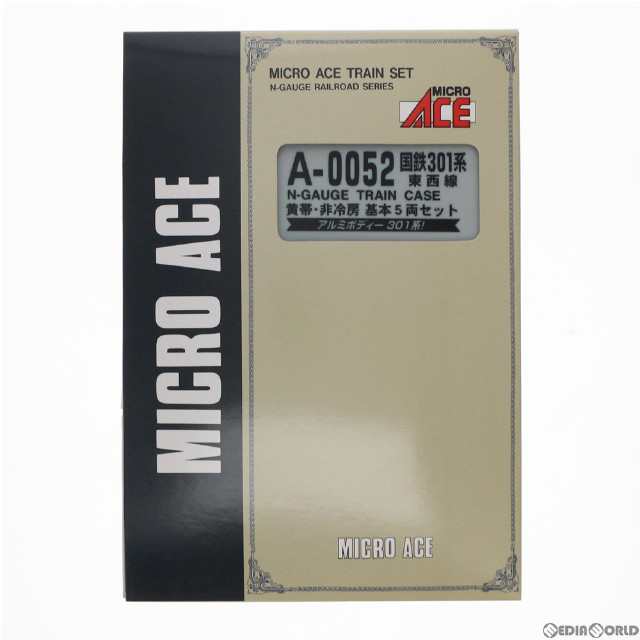 MICRO ACE TRAIN SET
N-GAUGE RAILROAD SERIES
MICRO
ACE
A-0052 国鉄301系
東西線
N-GAUGE TRAIN CASE
黄帯・非冷房 基本5両セット
アルミボディー 301系!
MICRO ACE
MICRO ACE
(C)EDIAWORLD